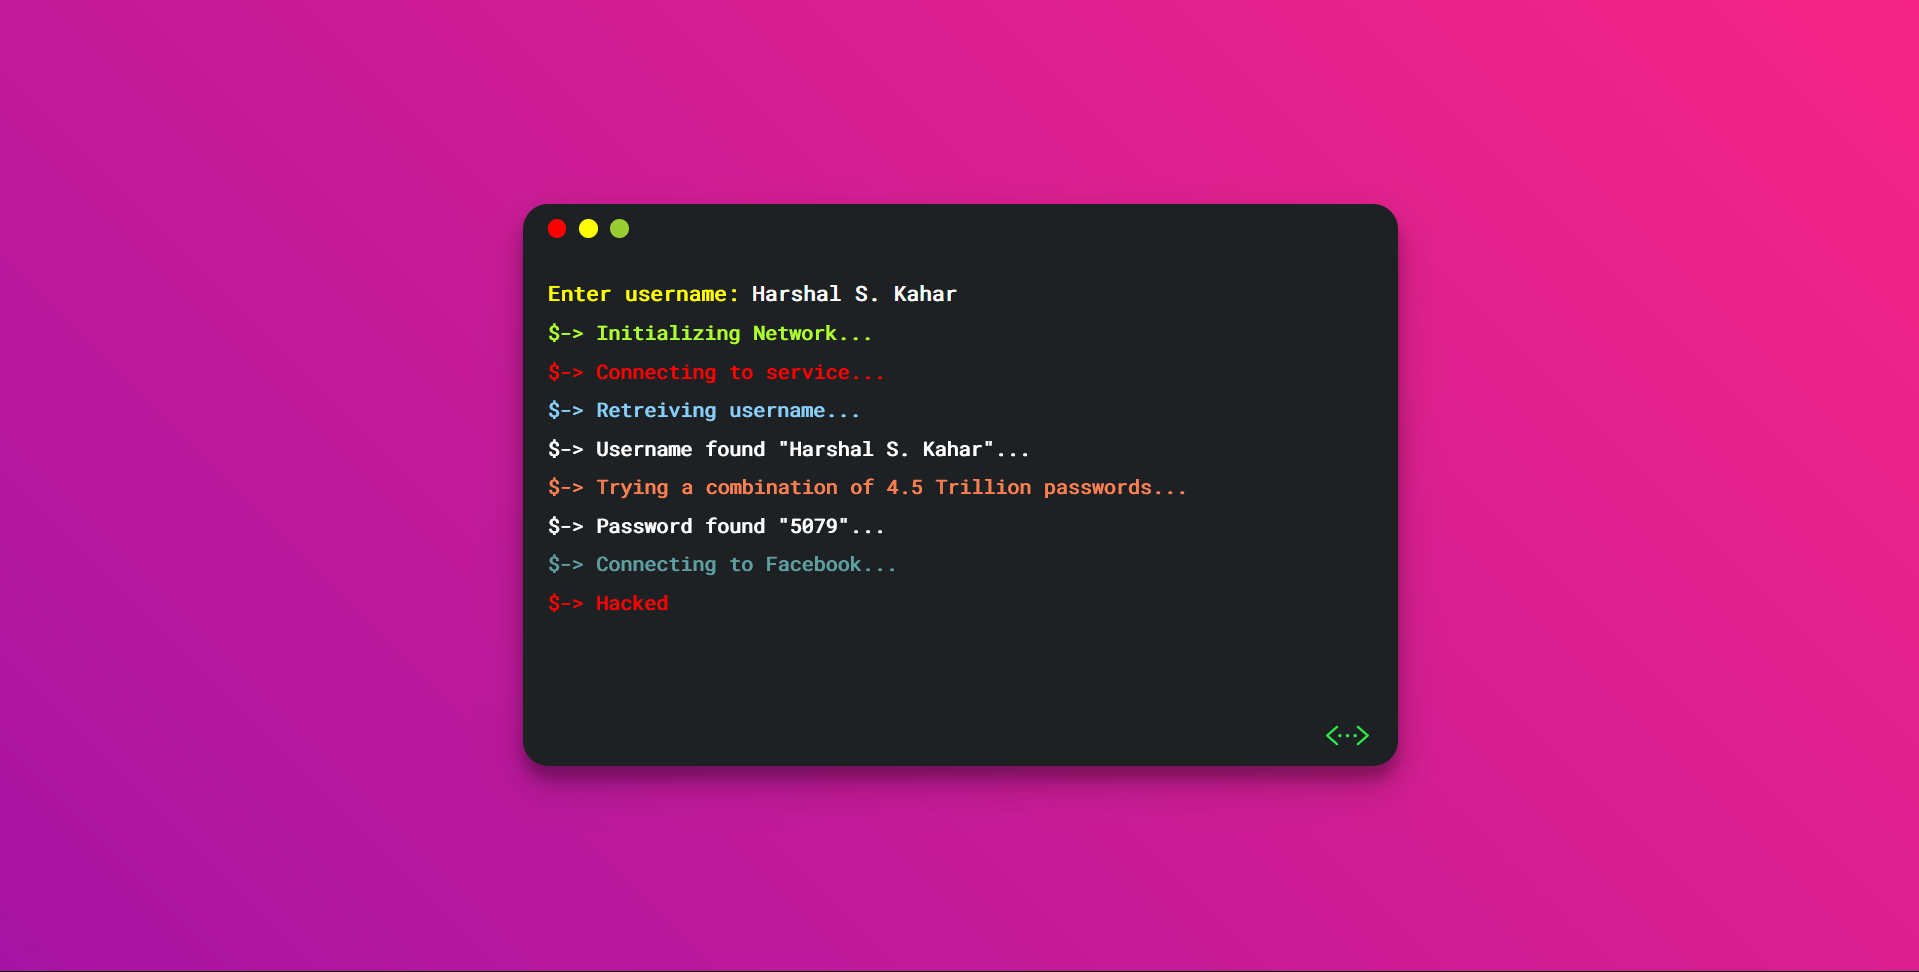 Enter username: Harshal S. Kahar
$-> Initializing Network...
$-> Connecting to service...
$-> Retreiving username...
$-> Username found "Harshal S. Kahar"...
$-> Trying a combination of 4.5 Trillion passwords...
$-> Password found "5079"...
$-> Connecting to Facebook...
$-> Hacked